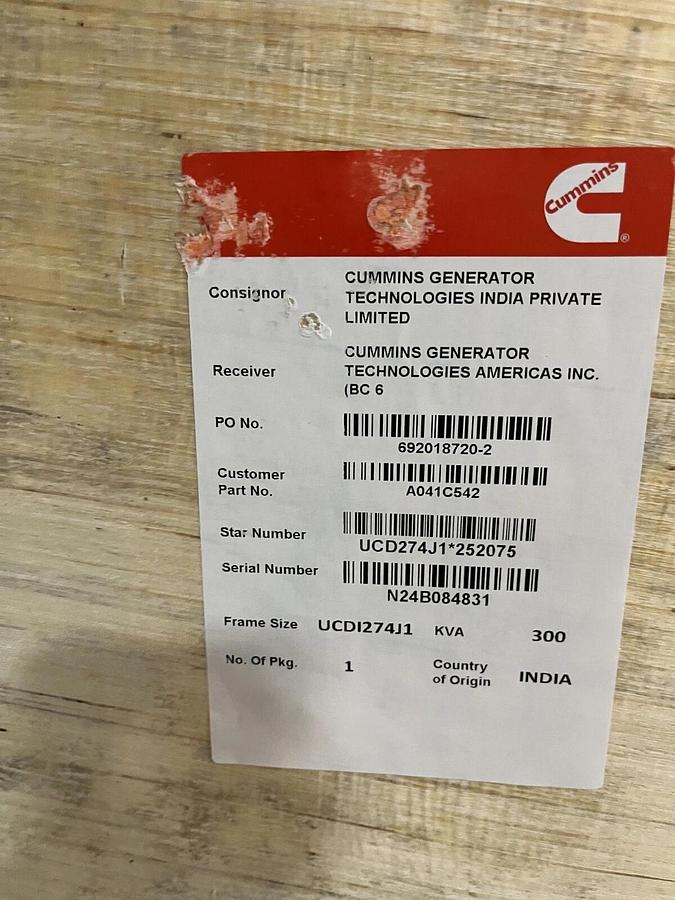 Cummins
®
Consignor CUMMINS GENERATOR
TECHNOLOGIES INDIA PRIVATE
LIMITED
Receiver CUMMINS GENERATOR
TECHNOLOGIES AMERICAS INC.
(BC 6
PO No.
692018720-2
Customer
Part No.
A041C542
Star Number
UCD274J1*252075
Serial Number
N24B084831
Frame Size UCDI274J1 KVA 300
No. Of Pkg. 1 Country
of Origin INDIA